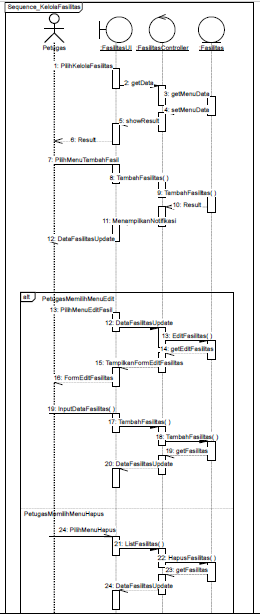 Sequence_KelolaFasilitas
Petugas
:FasilitasUI
:FasilitasController
:Fasilitas
1: PilihKelolaFasilitas
2: getData
3: getMenuData
4: setMenuData
5: showResult
6: Result
7: PilihMenuTambahFasil
8: TambahFasilitas( )
9: TambahFasilitas( )
10: Result
11: MenampilkanNotifikasi
12: DataFasilitasUpdate
alt
PetugasMemilihMenuEdit
13: PilihMenuEditFasil
12: DataFasilitasUpdate
13: EditFasilitas( )
14: getEditFasilitas
15: TampilkanFormEditFasilitas
16: FormEditFasilitas
19: InputDataFasilitas( )
17: TambahFasilitas( )
18: TambahFasilitas( )
19: getFasilitas
20: DataFasilitasUpdate
PetugasMemilihMenuHapus
24: PilihMenuHapus
21: ListFasilitas( )
22: HapusFasilitas( )
23: getFasilitas
24: DataFasilitasUpdate